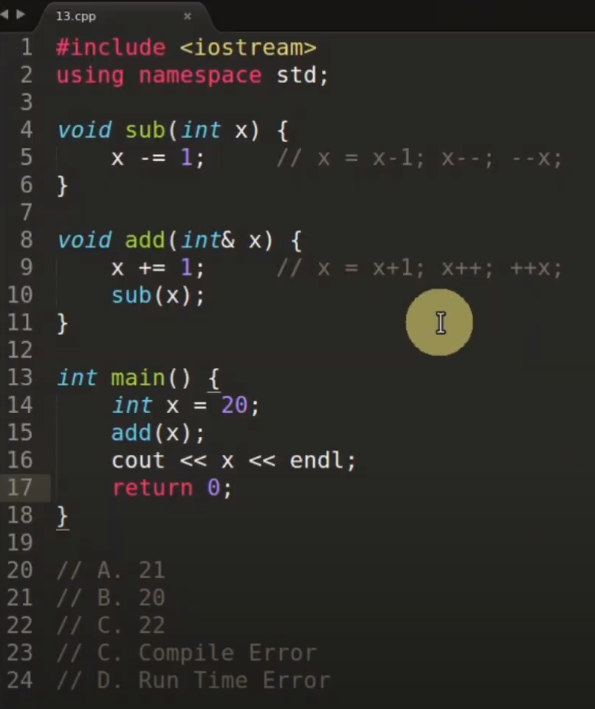 13.cpp ×
1 #include <iostream>
2 using namespace std;
3
4 void sub(int x) {
5     x -= 1;     // x = x-1; x--; --x;
6 }
7
8 void add(int& x) {
9     x += 1;     // x = x+1; x++; ++x;
10     sub(x);
11 }
12
13 int main() {
14     int x = 20;
15     add(x);
16     cout << x << endl;
17     return 0;
18 }
19
20 // A. 21
21 // B. 20
22 // C. 22
23 // C. Compile Error
24 // D. Run Time Error